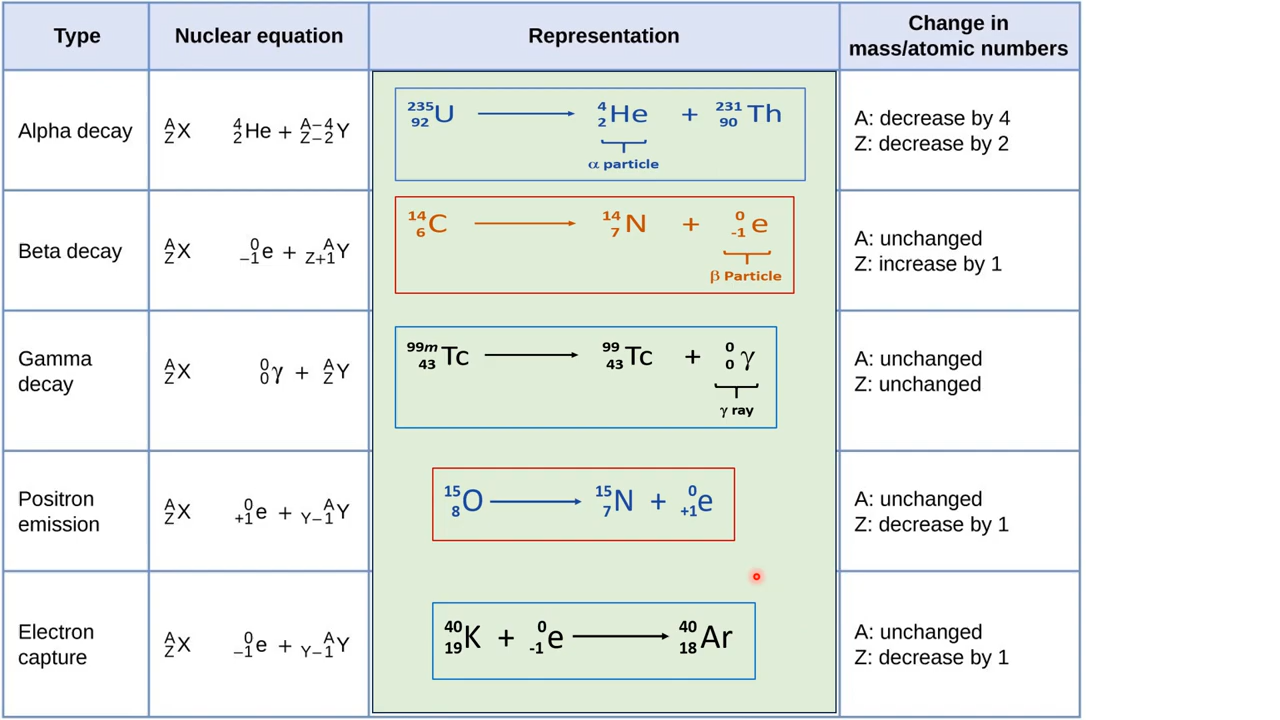 Type
Nuclear equation
Representation
Change in
mass/atomic numbers
Alpha decay
A Z X 4 2 He + A−4 Z−2 Y
235 92 U ⟶ 4 2 He + 231 90 Th
α particle
A: decrease by 4
Z: decrease by 2
Beta decay
A Z X 0 −1 e + A Z+1 Y
14 6 C ⟶ 14 7 N + 0 -1 e
β Particle
A: unchanged
Z: increase by 1
Gamma
decay
A Z X 0 0 γ + A Z Y
99m 43 Tc ⟶ 99 43 Tc + 0 0 γ
γ ray
A: unchanged
Z: unchanged
Positron
emission
A Z X 0 +1 e + A Y−1 Y
15 8 O ⟶ 15 7 N + 0 +1 e
A: unchanged
Z: decrease by 1
Electron
capture
A Z X 0 −1 e + A Y−1 Y
40 19 K + 0 -1 e ⟶ 40 18 Ar
A: unchanged
Z: decrease by 1